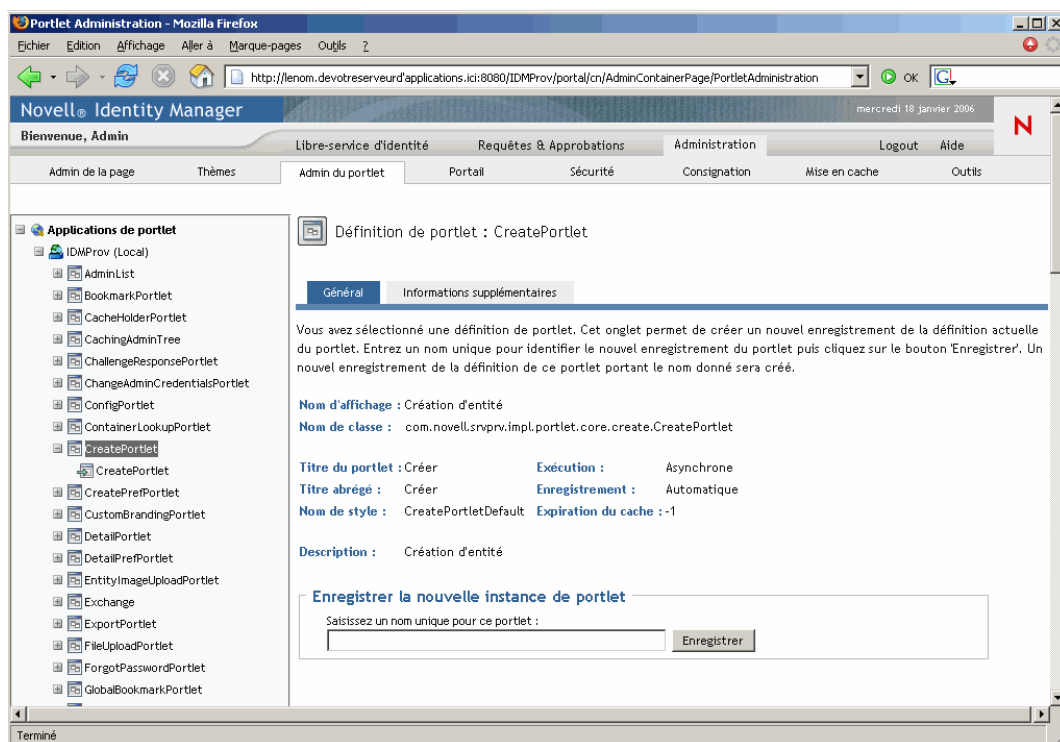 Portlet Administration - Mozilla Firefox
Fichier Edition Affichage Aller à Marque-pages Outils ?
http://lenom.devotreserveurd'applications.ici:8080/IDMProv/portal/cn/AdminContainerPage/PortletAdministration OK G
Novell® Identity Manager mercredi 18 janvier 2006
N
Bienvenue, Admin
Libre-service d'identité Requêtes & Approbations Administration Logout Aide
Admin de la page Thèmes Admin du portlet Portail Sécurité Consignation Mise en cache Outils
Applications de portlet
IDMProv (Local)
AdminList
BookmarkPortlet
CacheHolderPortlet
CachingAdminTree
ChallengeResponsePortlet
ChangeAdminCredentialsPortlet
ConfigPortlet
ContainerLookupPortlet
CreatePortlet
CreatePortlet
CreatePrefPortlet
CustomBrandingPortlet
DetailPortlet
DetailPrefPortlet
EntityImageUploadPortlet
Exchange
ExportPortlet
FileUploadPortlet
ForgotPasswordPortlet
GlobalBookmarkPortlet
Définition de portlet : CreatePortlet
Général Informations supplémentaires
Vous avez sélectionné une définition de portlet. Cet onglet permet de créer un nouvel enregistrement de la définition actuelle
du portlet. Entrez un nom unique pour identifier le nouvel enregistrement du portlet puis cliquez sur le bouton 'Enregistrer'. Un
nouvel enregistrement de la définition de ce portlet portant le nom donné sera créé.
Nom d'affichage : Création d'entité
Nom de classe : com.novell.srvprv.impl.portlet.core.create.CreatePortlet
Titre du portlet : Créer Exécution : Asynchrone
Titre abrégé : Créer Enregistrement : Automatique
Nom de style : CreatePortletDefault Expiration du cache : -1
Description : Création d'entité
Enregistrer la nouvelle instance de portlet
Saisissez un nom unique pour ce portlet :
Enregistrer
Terminé